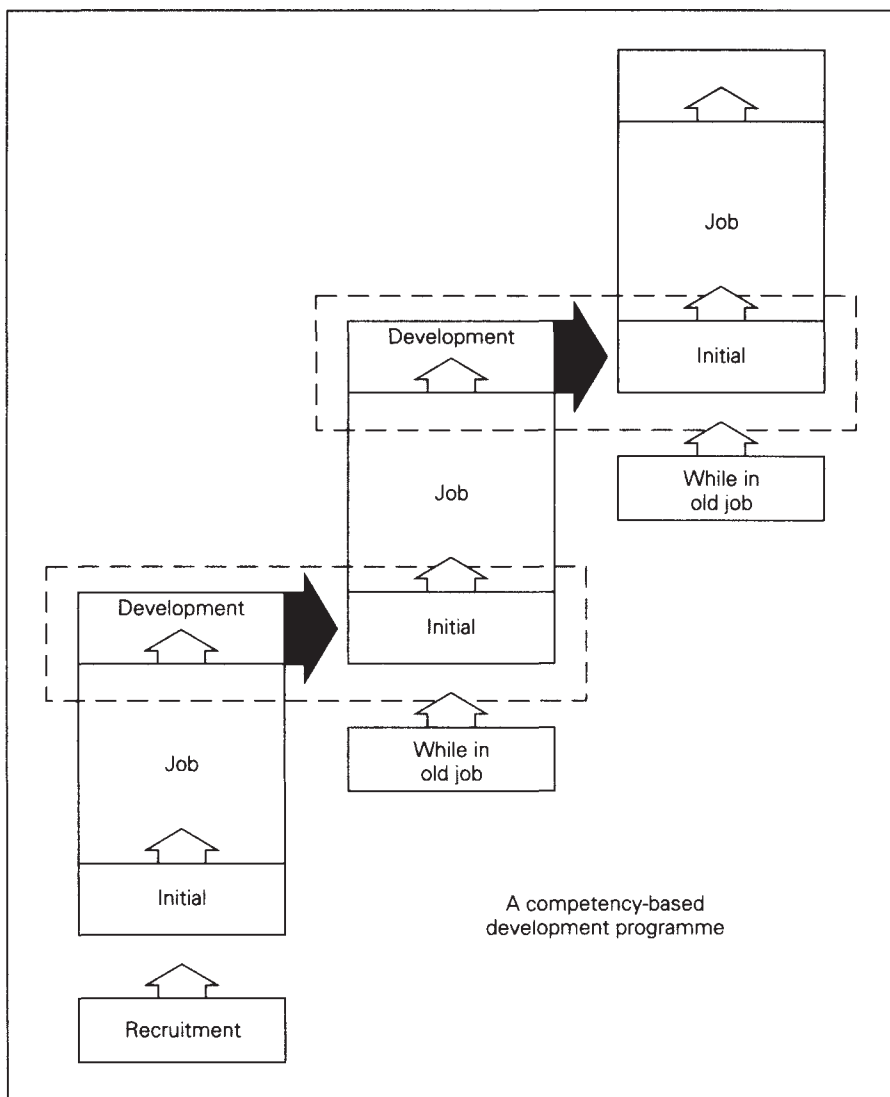 Job
Development
Initial
Job
While in
old job
Development
Initial
Job
While in
old job
Initial
A competency-based
development programme
Recruitment